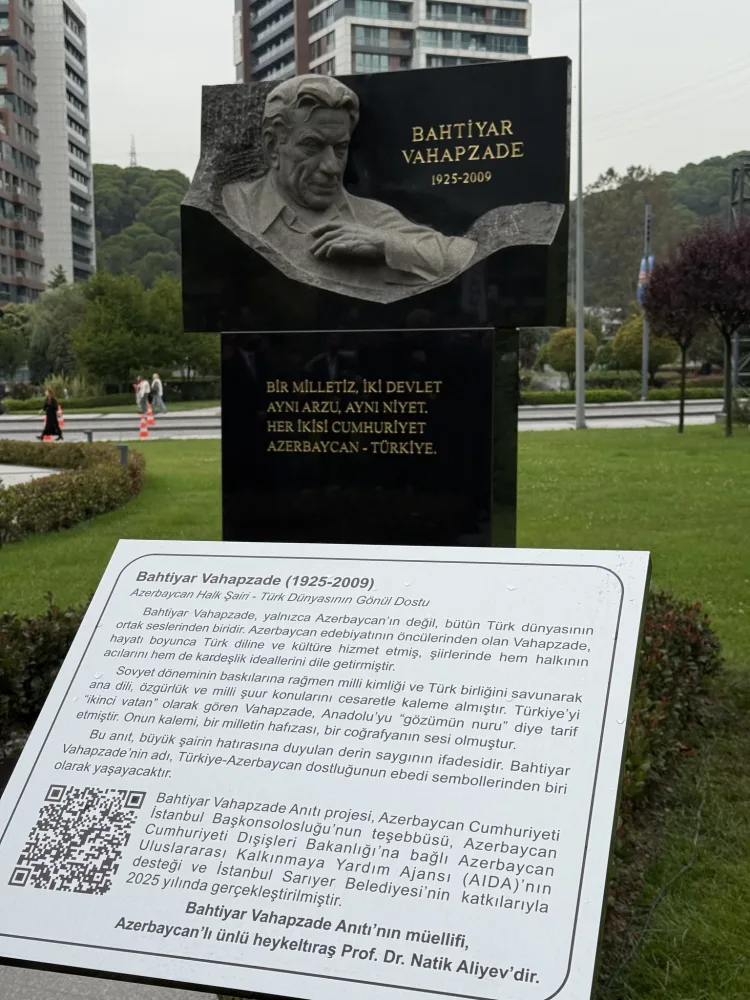 BAHTİYAR
VAHAPZADE
1925-2009
BİR MİLLETİZ, İKİ DEVLET
AYNI ARZU, AYNI NİYET.
HER İKİSİ CUMHURİYET
AZERBAYCAN - TÜRKİYE.
Bahtiyar Vahapzade (1925-2009)
Azerbaycan Halk Şairi - Türk Dünyasının Gönül Dostu
Bahtiyar Vahapzade, yalnızca Azerbaycan'ın değil, bütün Türk dünyasının
ortak seslerinden biridir. Azerbaycan edebiyatının öncülerinden olan Vahapzade,
hayatı boyunca Türk diline ve kültüre hizmet etmiş, şiirlerinde hem halkının
acılarını hem de kardeşlik ideallerini dile getirmiştir.
Sovyet döneminin baskılarına rağmen milli kimliği ve Türk birliğini savunarak
ana dili, özgürlük ve milli şuur konularını cesaretle kaleme almıştır. Türkiye'yi
"ikinci vatan" olarak gören Vahapzade, Anadolu'yu "gözümün nuru" diye tarif
etmiştir. Onun kalemi, bir milletin hafızası, bir coğrafyanın sesi olmuştur.
Bu anıt, büyük şairin hatırasına duyulan derin saygının ifadesidir. Bahtiyar
Vahapzade'nin adı, Türkiye-Azerbaycan dostluğunun ebedi sembollerinden biri
olarak yaşayacaktır.
Bahtiyar Vahapzade Anıtı projesi, Azerbaycan Cumhuriyeti
İstanbul Başkonsolosluğu'nun teşebbüsü, Azerbaycan
Cumhuriyeti Dışişleri Bakanlığı'na bağlı Azerbaycan
Uluslararası Kalkınmaya Yardım Ajansı (AIDA)'nın
desteği ve İstanbul Sarıyer Belediyesi'nin katkılarıyla
2025 yılında gerçekleştirilmiştir.
Bahtiyar Vahapzade Anıtı'nın müellifi,
Azerbaycan'lı ünlü heykeltıraş Prof. Dr. Natik Aliyev'dir.